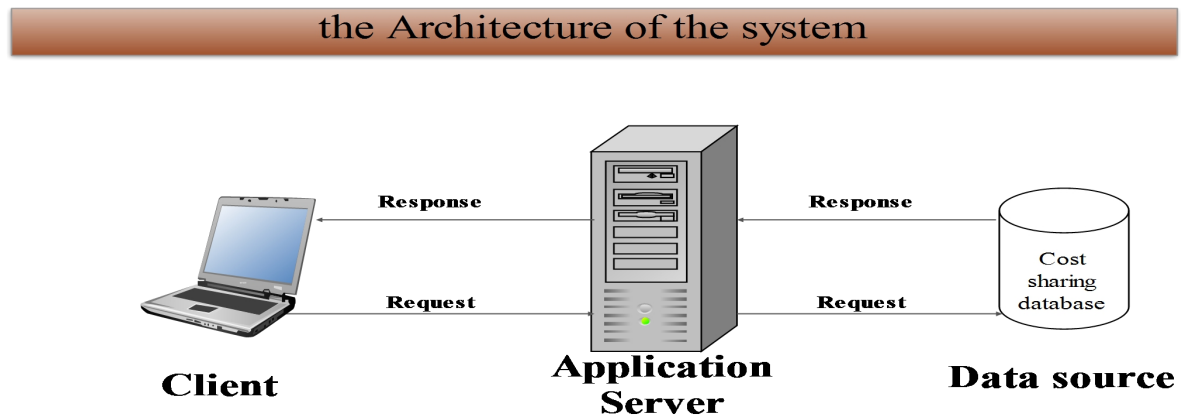 the Architecture of the system
Response
Response
Cost
sharing
database
Request
Request
Client
Application
Server
Data source